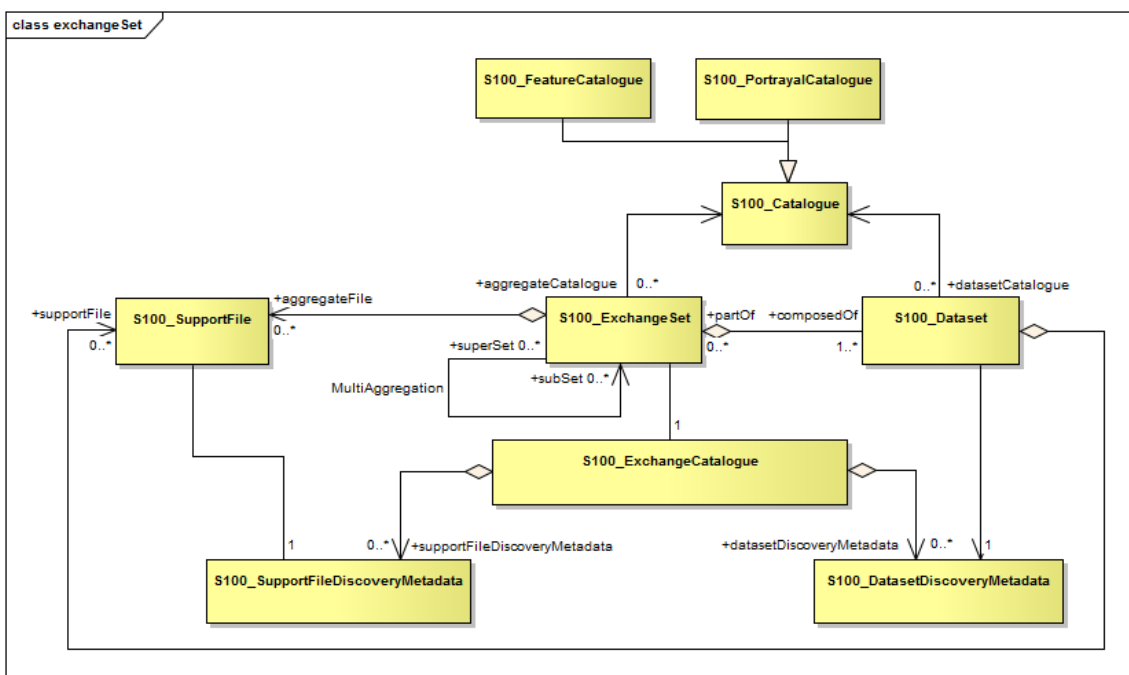 class exchangeSet
S100_FeatureCatalogue
S100_PortrayalCatalogue
S100_Catalogue
+aggregateCatalogue
0..*
0..*
+datasetCatalogue
+supportFile
0..*
S100_SupportFile
+aggregateFile
0..*
S100_ExchangeSet
+partOf
0..*
+composedOf
1..*
S100_Dataset
+superSet 0..*
+subSet 0..*
MultiAggregation
1
S100_ExchangeCatalogue
1
0..*
+supportFileDiscoveryMetadata
+datasetDiscoveryMetadata
0..*
1
S100_SupportFileDiscoveryMetadata
S100_DatasetDiscoveryMetadata